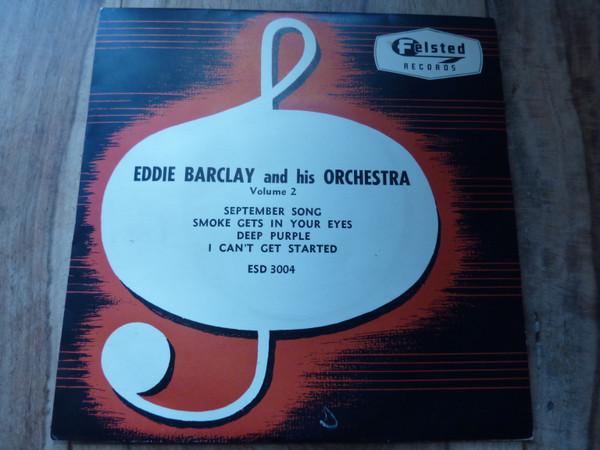 Felsted
RECORDS
EDDIE BARCLAY and his ORCHESTRA
Volume 2
SEPTEMBER SONG
SMOKE GETS IN YOUR EYES
DEEP PURPLE
I CAN'T GET STARTED
ESD 3004